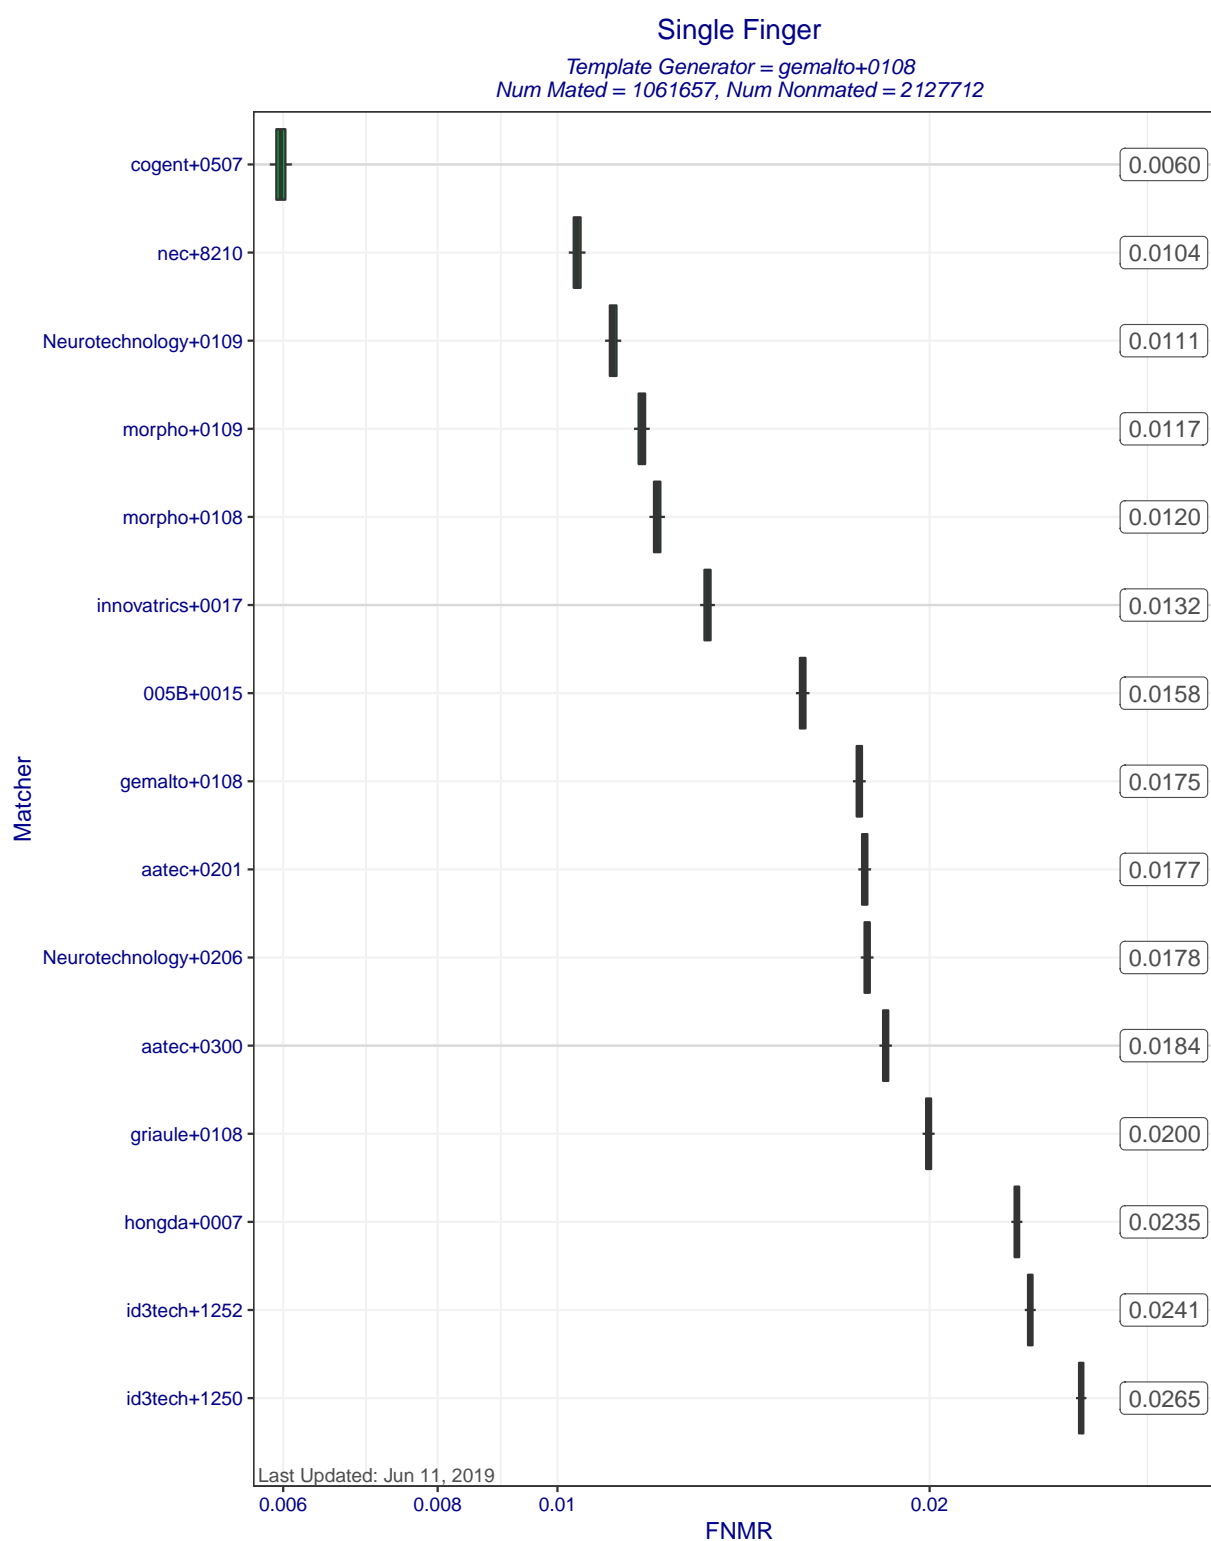 Single Finger
Template Generator = gemalto+0108
Num Mated = 1061657, Num Nonmated = 2127712
cogent+0507 0.0060
nec+8210 0.0104
Neurotechnology+0109 0.0111
morpho+0109 0.0117
morpho+0108 0.0120
innovatrics+0017 0.0132
005B+0015 0.0158
gemalto+0108 0.0175
aatec+0201 0.0177
Neurotechnology+0206 0.0178
aatec+0300 0.0184
griaule+0108 0.0200
hongda+0007 0.0235
id3tech+1252 0.0241
id3tech+1250 0.0265
Matcher
Last Updated: Jun 11, 2019
0.006 0.008 0.01 0.02
FNMR